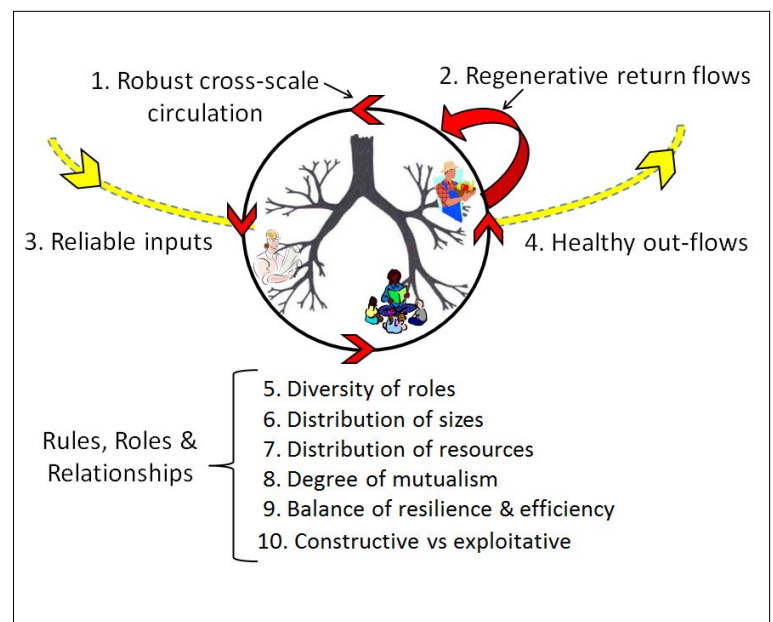 1. Robust cross-scale
circulation
2. Regenerative return flows
3. Reliable inputs
4. Healthy out-flows
Rules, Roles &
Relationships
5. Diversity of roles
6. Distribution of sizes
7. Distribution of resources
8. Degree of mutualism
9. Balance of resilience & efficiency
10. Constructive vs exploitative